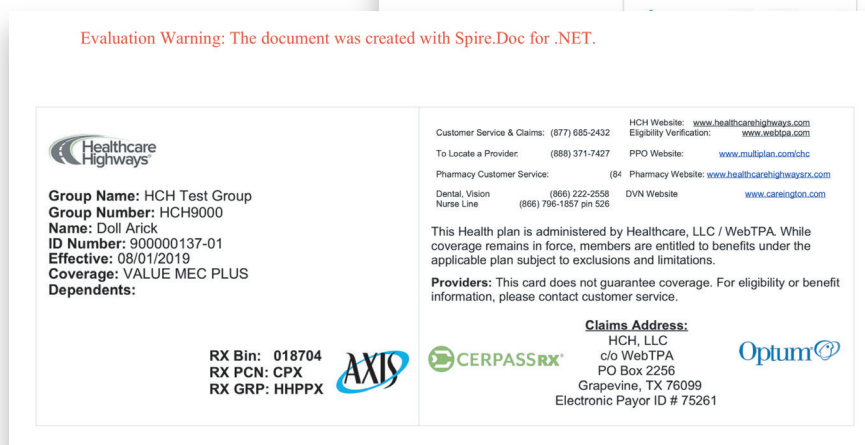 Evaluation Warning: The document was created with Spire.Doc for .NET.
Healthcare
Highways®
Group Name: HCH Test Group
Group Number: HCH9000
Name: Doll Arick
ID Number: 900000137-01
Effective: 08/01/2019
Coverage: VALUE MEC PLUS
Dependents:
RX Bin: 018704
RX PCN: CPX
RX GRP: HHPPX
AXIS
HCH Website: www.healthcarehighways.com
Customer Service & Claims: (877) 685-2432 Eligibility Verification: www.webtpa.com
To Locate a Provider: (888) 371-7427 PPO Website: www.multiplan.com/chc
Pharmacy Customer Service: (84 Pharmacy Website: www.healthcarehighwaysrx.com
Dental, Vision (866) 222-2558 DVN Website www.careington.com
Nurse Line (866) 796-1857 pin 526
This Health plan is administered by Healthcare, LLC / WebTPA. While
coverage remains in force, members are entitled to benefits under the
applicable plan subject to exclusions and limitations.
Providers: This card does not guarantee coverage. For eligibility or benefit
information, please contact customer service.
Claims Address:
HCH, LLC
c/o WebTPA
PO Box 2256
Grapevine, TX 76099
Electronic Payor ID # 75261
CERPASSRX®
Optum